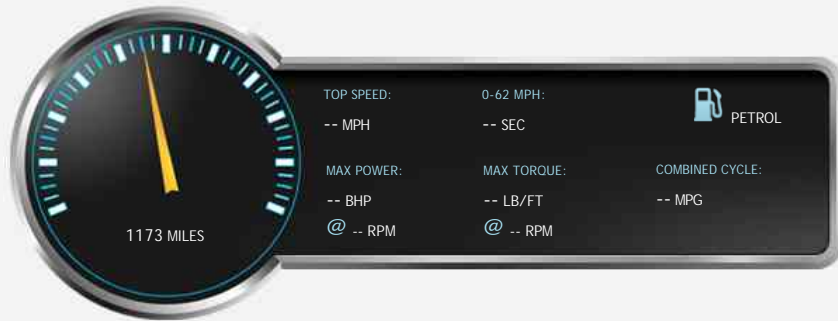 TOP SPEED:
-- MPH
0-62 MPH:
-- SEC
PETROL
MAX POWER:
-- BHP
@ -- RPM
MAX TORQUE:
-- LB/FT
@ -- RPM
COMBINED CYCLE:
-- MPG
1173 MILES